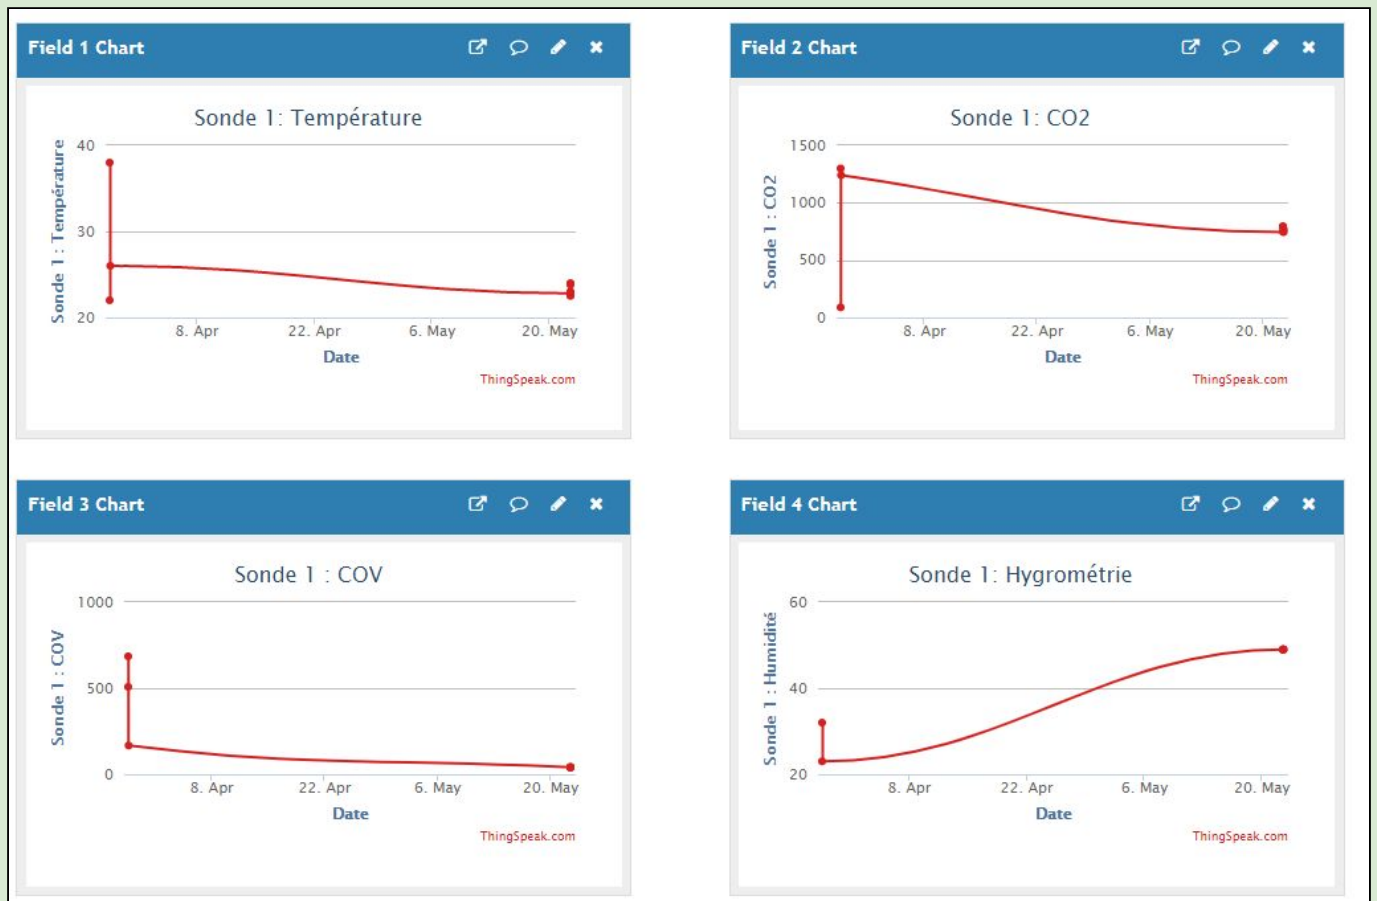 Field 1 Chart
Sonde 1: Température
Sonde 1 : Température
40
30
20
8. Apr
22. Apr
6. May
20. May
Date
ThingSpeak.com
Field 2 Chart
Sonde 1: CO2
Sonde 1 : CO2
1500
1000
500
0
8. Apr
22. Apr
6. May
20. May
Date
ThingSpeak.com
Field 3 Chart
Sonde 1 : COV
Sonde 1 : COV
1000
500
0
8. Apr
22. Apr
6. May
20. May
Date
ThingSpeak.com
Field 4 Chart
Sonde 1: Hygrométrie
Sonde 1 : Humidité
60
40
20
8. Apr
22. Apr
6. May
20. May
Date
ThingSpeak.com